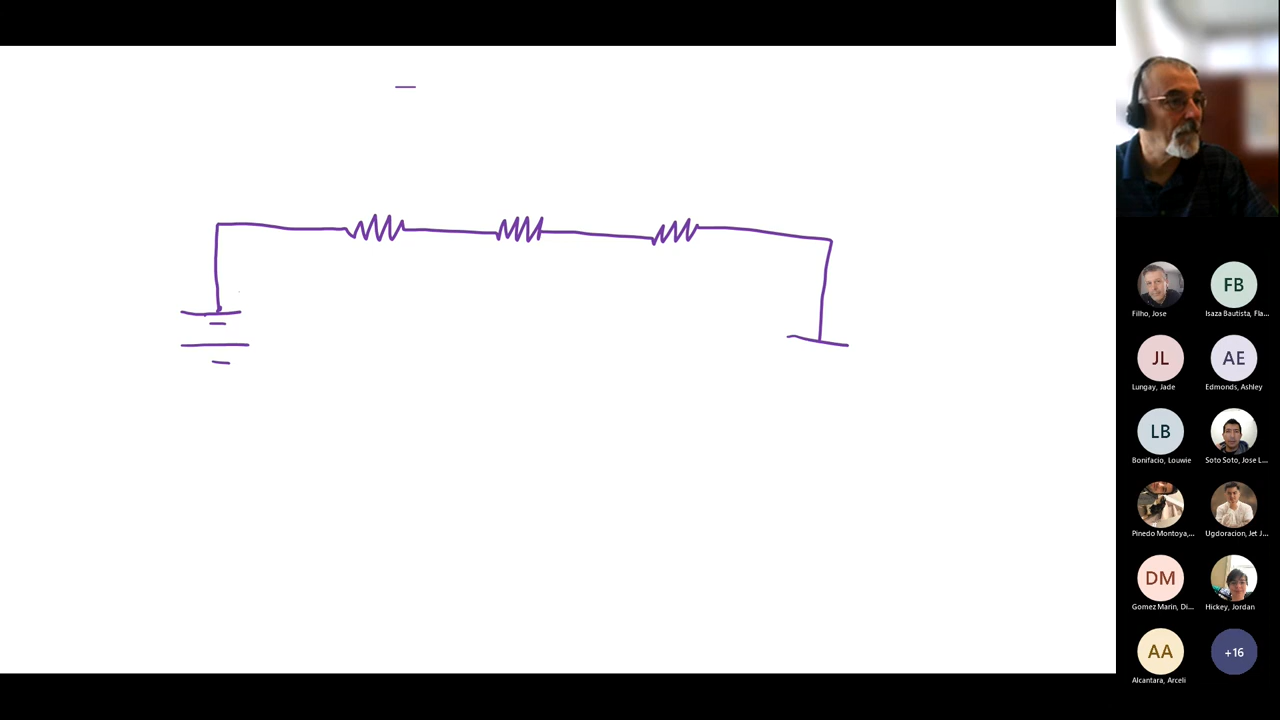 Filho, Jose
FB
Isaza Bautista, Fla...
JL
Lungay, Jade
AE
Edmonds, Ashley
LB
Bonifacio, Louwie
Soto Soto, Jose L...
Pinedo Montoya,...
Ugdoracion, Jet J...
DM
Gomez Marin, Di...
Hickey, Jordan
AA
Alcantara, Arceli
+16